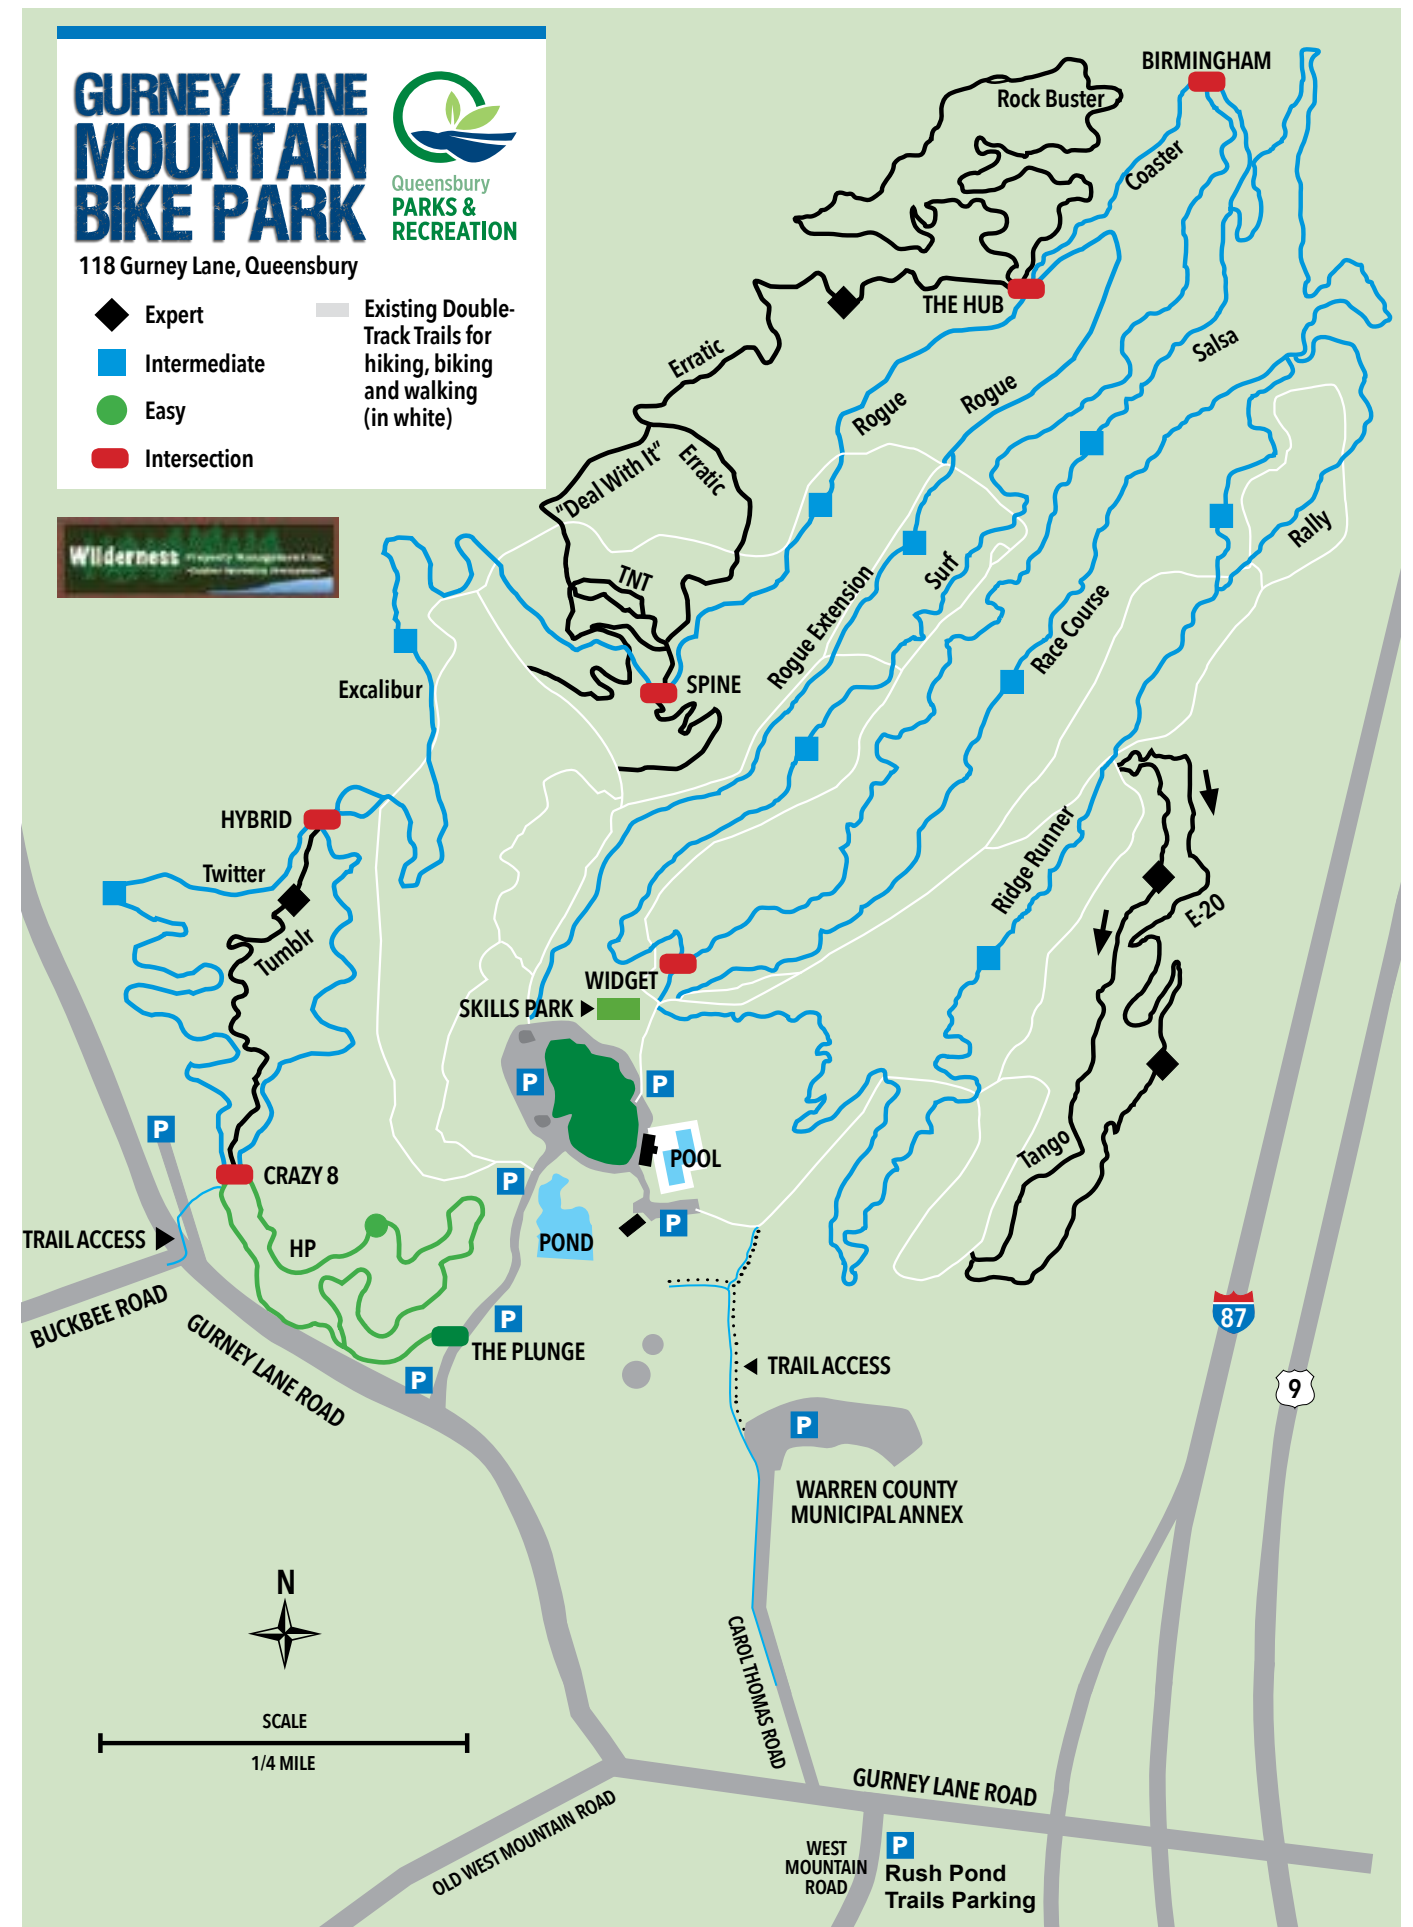 GURNEY LANE
MOUNTAIN
BIKE PARK
Queensbury
PARKS &
RECREATION
118 Gurney Lane, Queensbury
Expert
Intermediate
Easy
Intersection
Existing Double-
Track Trails for
hiking, biking
and walking
(in white)
Wilderness
BIRMINGHAM
Rock Buster
Coaster
THE HUB
Erratic
Salsa
Rogue
Rogue
"Deal With It"
Erratic
Rally
TNT
Surf
Rogue Extension
Race Course
SPINE
Excalibur
HYBRID
Twitter
Tumblr
Ridge Runner
E-20
WIDGET
SKILLS PARK
P
P
P
POOL
Tango
CRAZY 8
P
P
POND
HP
TRAIL ACCESS
BUCKBEE ROAD
GURNEY LANE ROAD
P
THE PLUNGE
P
87
TRAIL ACCESS
9
P
WARREN COUNTY
MUNICIPAL ANNEX
N
SCALE
1/4 MILE
CAROL THOMAS ROAD
GURNEY LANE ROAD
OLD WEST MOUNTAIN ROAD
WEST
MOUNTAIN
ROAD
P
Rush Pond
Trails Parking